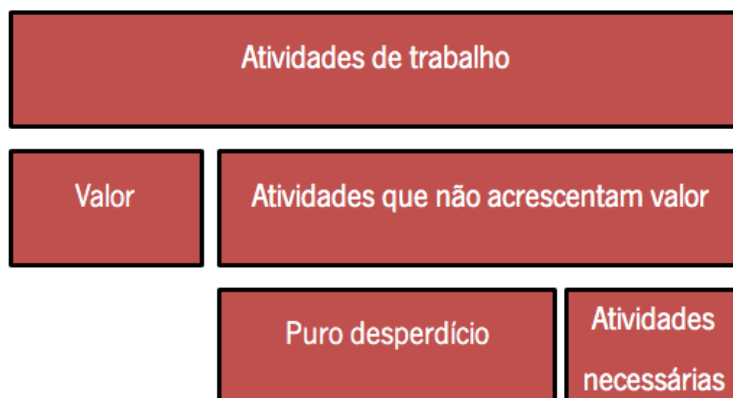 Atividades de trabalho
Valor
Atividades que não acrescentam valor
Puro desperdício
Atividades
necessárias